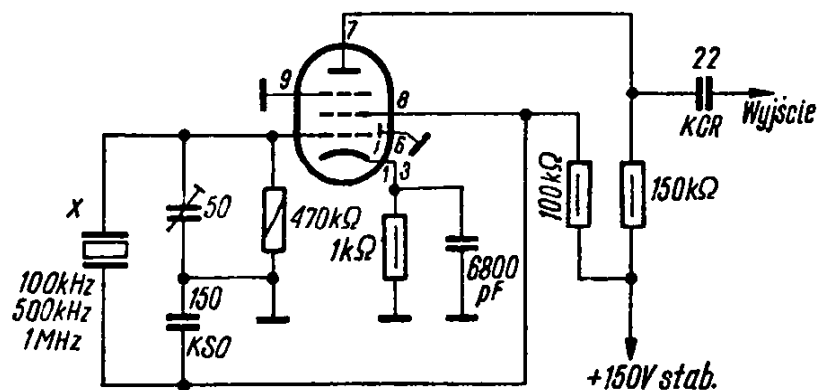 7
9
8
6
1 3
22
KCR
Wyjście
X
50
470kΩ
1kΩ
6800
pF
100kΩ
150kΩ
100kHz
500kHz
1MHz
150
KSO
+150V stab.